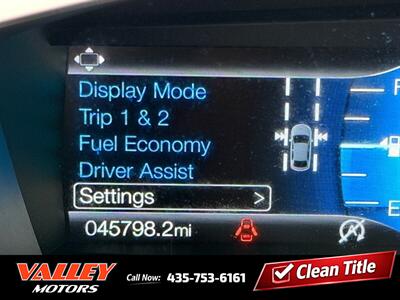 Display Mode
Trip 1 & 2
Fuel Economy
Driver Assist
Settings >
045798.2mi
F
E
VALLEY
MOTORS
Call Now: 435-753-6161
Clean Title